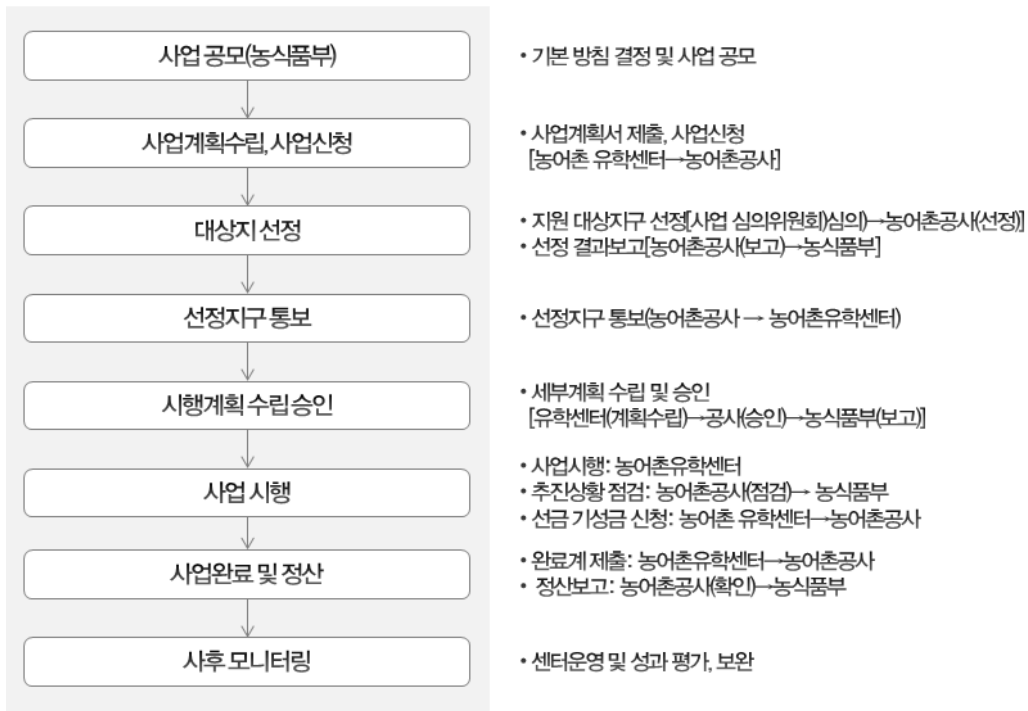 사업 공모(농식품부)
• 기본 방침 결정 및 사업 공모
사업계획수립, 사업신청
• 사업계획서 제출, 사업신청
[농어촌 유학센터→농어촌공사]
대상지 선정
• 지원 대상지구 선정[사업 심의위원회)심의)→농어촌공사(선정)]
• 선정 결과보고[농어촌공사(보고)→농식품부]
선정지구 통보
• 선정지구 통보(농어촌공사 → 농어촌유학센터)
시행계획 수립 승인
• 세부계획 수립 및 승인
[유학센터(계획수립)→공사(승인)→농식품부(보고)]
사업 시행
• 사업시행: 농어촌유학센터
• 추진상황 점검: 농어촌공사(점검)→ 농식품부
• 선금 기성금 신청: 농어촌 유학센터→농어촌공사
사업완료 및 정산
• 완료계 제출: 농어촌유학센터→농어촌공사
• 정산보고: 농어촌공사(확인)→농식품부
사후 모니터링
• 센터운영 및 성과 평가, 보완